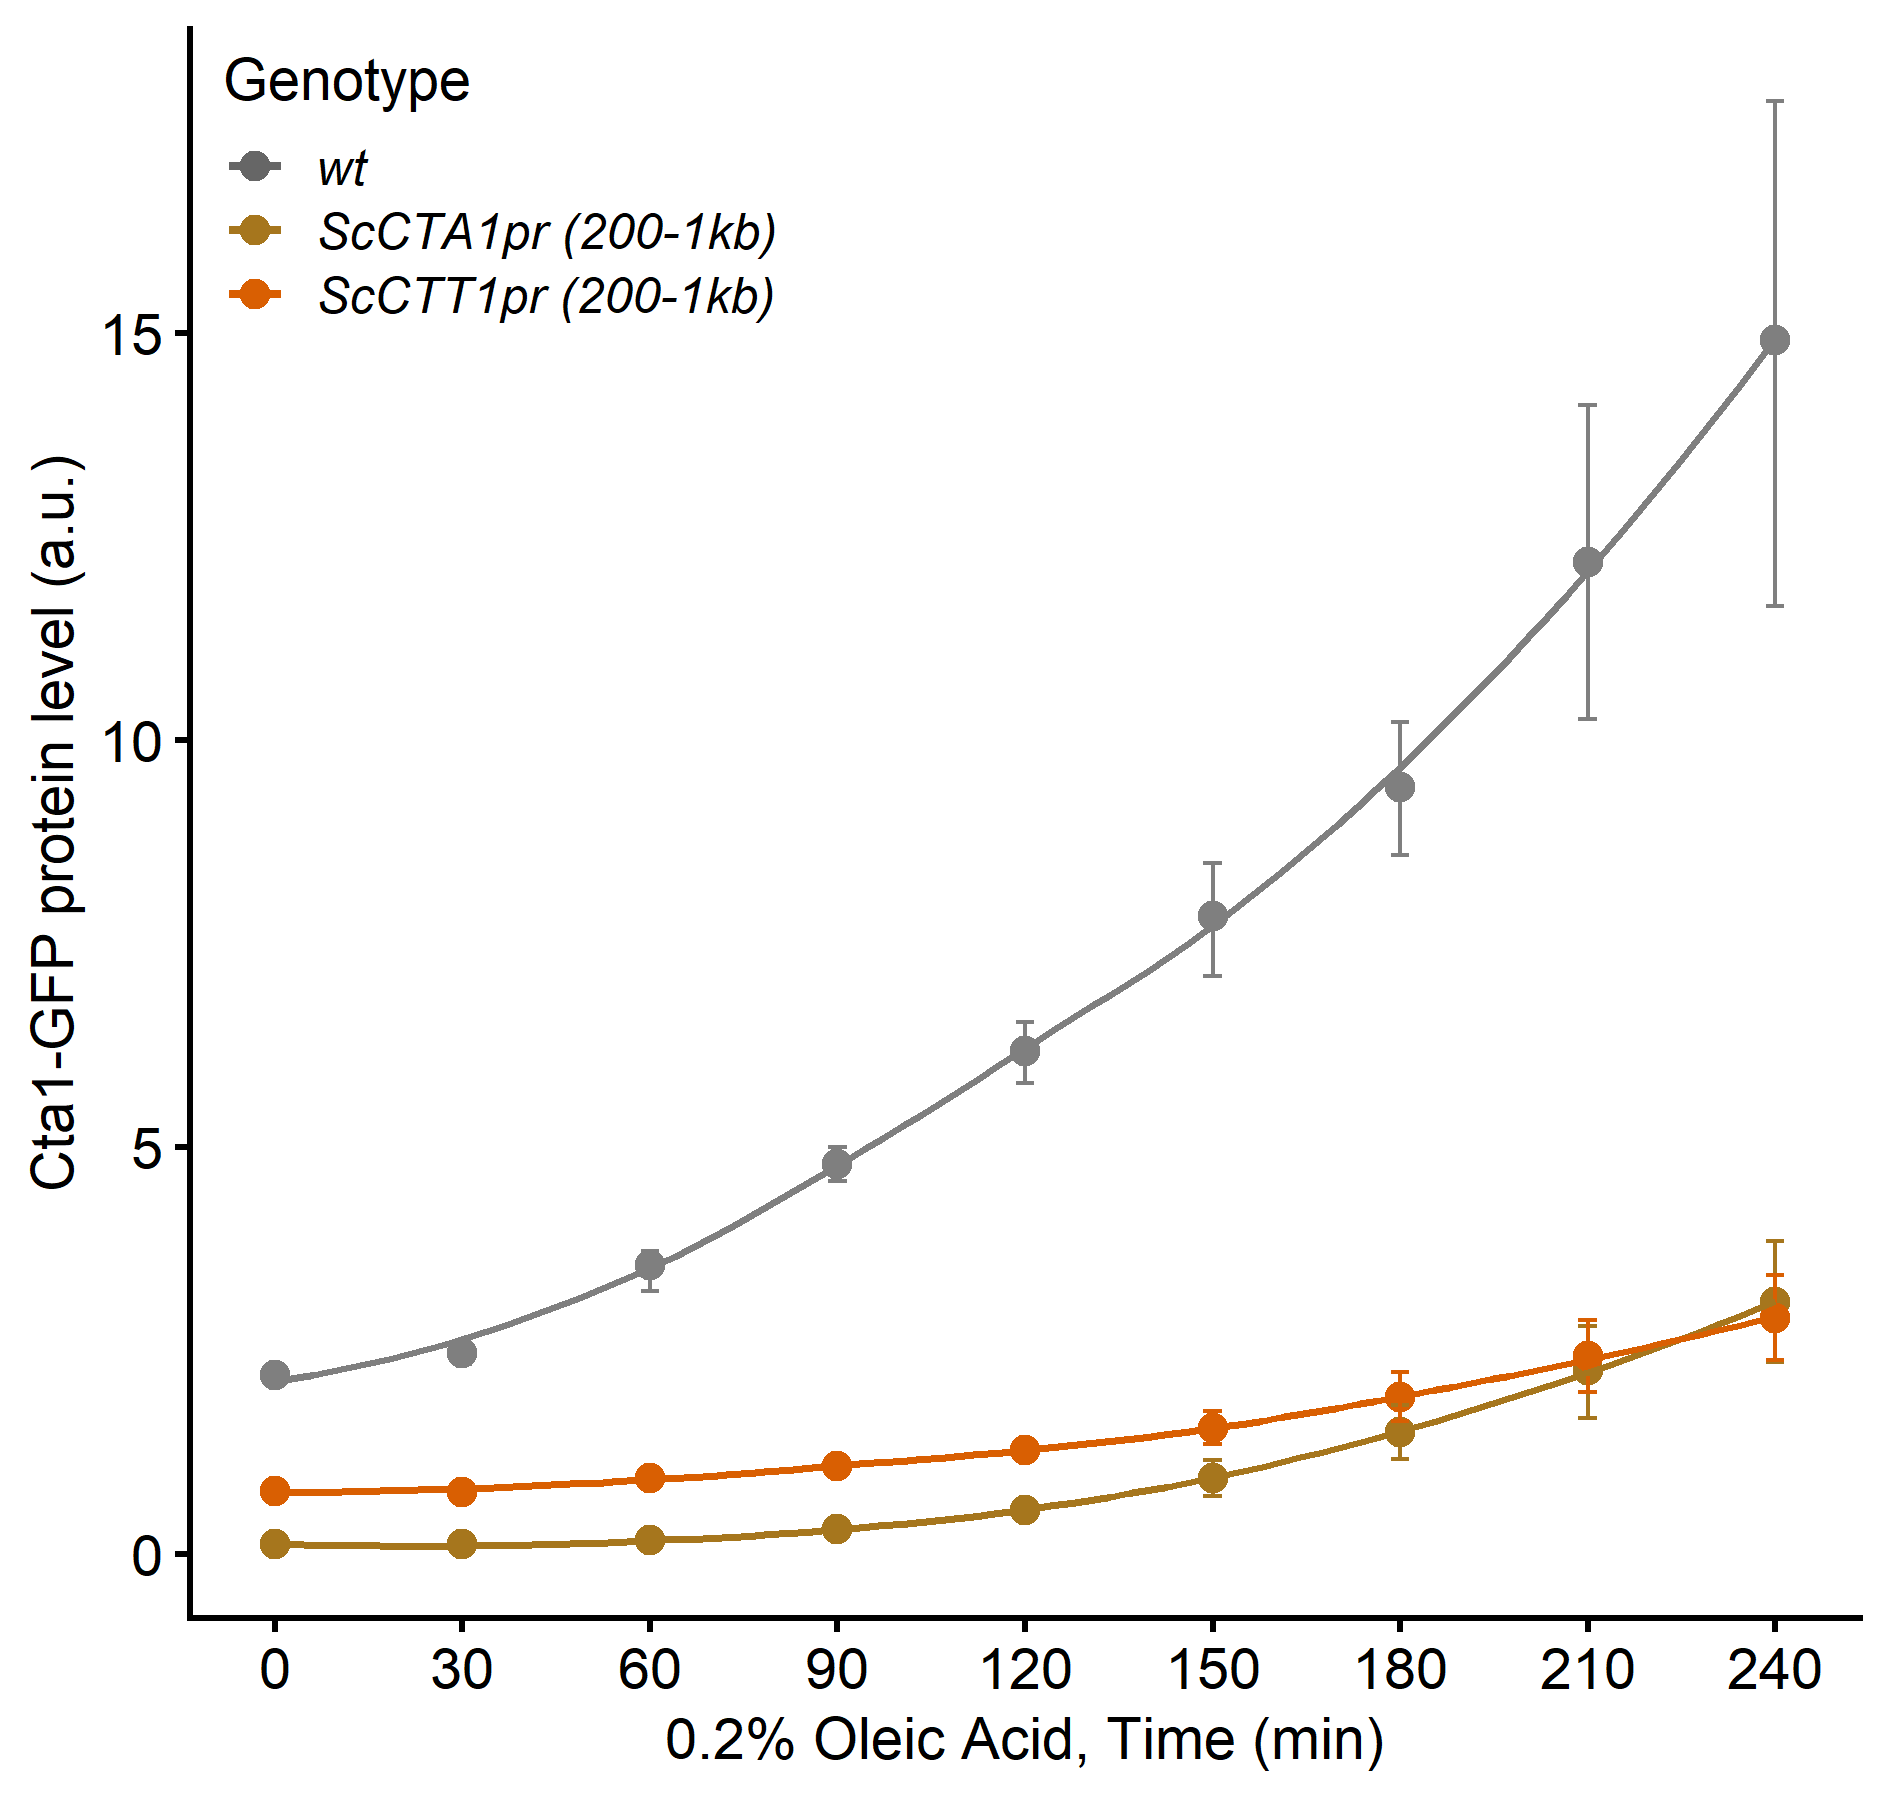 Genotype
wt
ScCTA1pr (200-1kb)
ScCTT1pr (200-1kb)
Cta1-GFP protein level (a.u.)
15
10
5
0
0 30 60 90 120 150 180 210 240
0.2% Oleic Acid, Time (min)